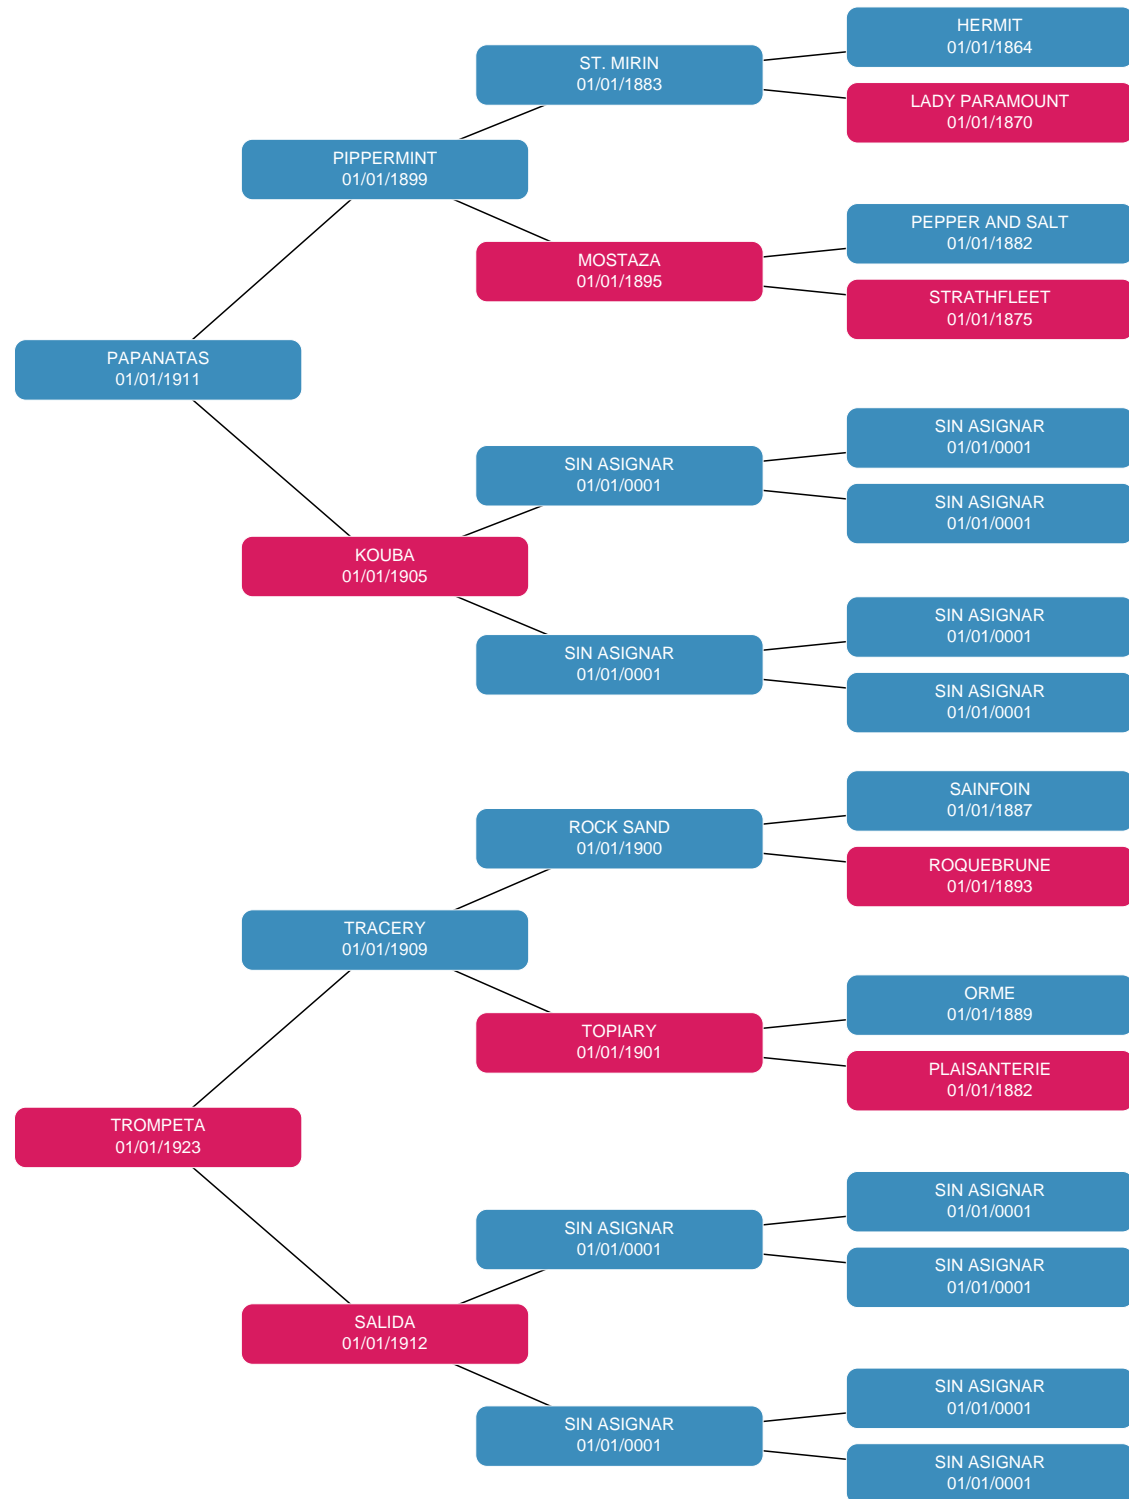 HERMIT
01/01/1864
ST. MIRIN
01/01/1883
LADY PARAMOUNT
01/01/1870
PIPPERMINT
01/01/1899
PEPPER AND SALT
01/01/1882
MOSTAZA
01/01/1895
STRATHFLEET
01/01/1875
PAPANATAS
01/01/1911
SIN ASIGNAR
01/01/0001
SIN ASIGNAR
01/01/0001
SIN ASIGNAR
01/01/0001
KOUBA
01/01/1905
SIN ASIGNAR
01/01/0001
SIN ASIGNAR
01/01/0001
SIN ASIGNAR
01/01/0001
SAINFOIN
01/01/1887
ROCK SAND
01/01/1900
ROQUEBRUNE
01/01/1893
TRACERY
01/01/1909
ORME
01/01/1889
TOPIARY
01/01/1901
PLAISANTERIE
01/01/1882
TROMPETA
01/01/1923
SIN ASIGNAR
01/01/0001
SIN ASIGNAR
01/01/0001
SIN ASIGNAR
01/01/0001
SALIDA
01/01/1912
SIN ASIGNAR
01/01/0001
SIN ASIGNAR
01/01/0001
SIN ASIGNAR
01/01/0001